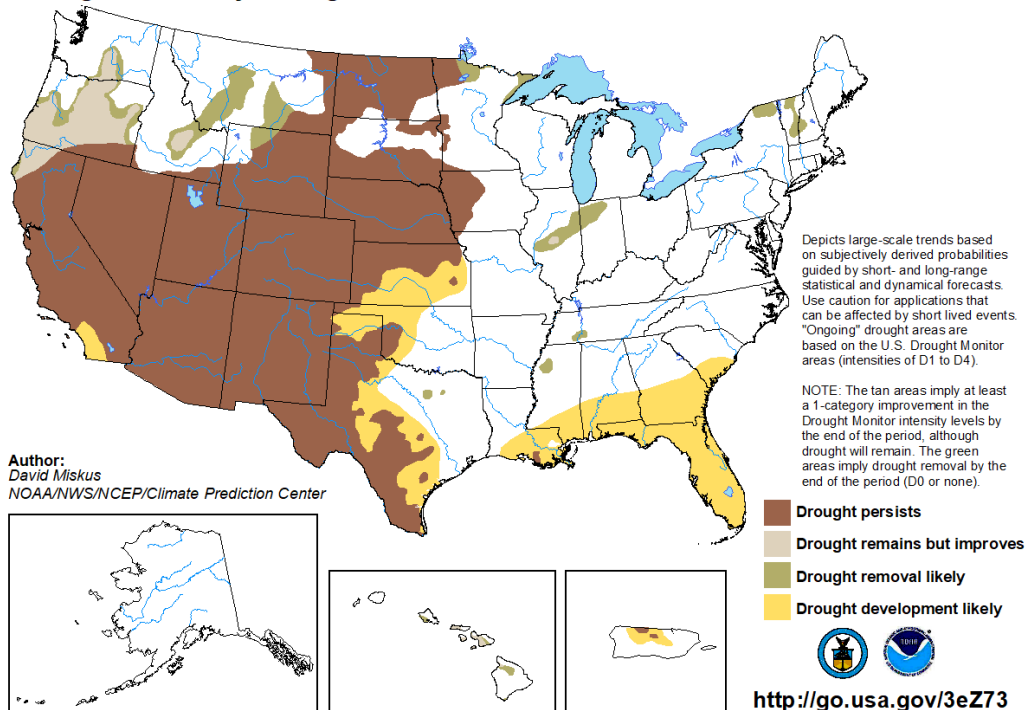 Depicts large-scale trends based
on subjectively derived probabilities
guided by short- and long-range
statistical and dynamical forecasts.
Use caution for applications that
can be affected by short lived events.
"Ongoing" drought areas are
based on the U.S. Drought Monitor
areas (intensities of D1 to D4).
NOTE: The tan areas imply at least
a 1-category improvement in the
Drought Monitor intensity levels by
the end of the period, although
drought will remain. The green
areas imply drought removal by the
end of the period (D0 or none).
Author:
David Miskus
NOAA/NWS/NCEP/Climate Prediction Center
Drought persists
Drought remains but improves
Drought removal likely
Drought development likely
http://go.usa.gov/3eZ73